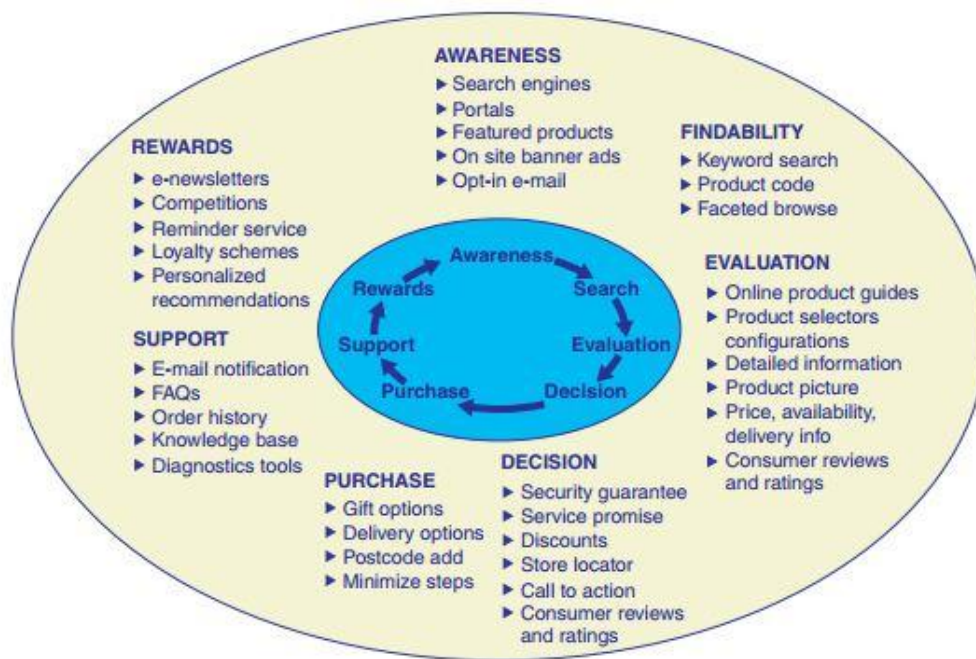 AWARENESS
▶ Search engines
▶ Portals
▶ Featured products
▶ On site banner ads
▶ Opt-in e-mail
FINDABILITY
▶ Keyword search
▶ Product code
▶ Faceted browse
EVALUATION
▶ Online product guides
▶ Product selectors
configurations
▶ Detailed information
▶ Product picture
▶ Price, availability,
delivery info
▶ Consumer reviews
and ratings
DECISION
▶ Security guarantee
▶ Service promise
▶ Discounts
▶ Store locator
▶ Call to action
▶ Consumer reviews
and ratings
PURCHASE
▶ Gift options
▶ Delivery options
▶ Postcode add
▶ Minimize steps
SUPPORT
▶ E-mail notification
▶ FAQs
▶ Order history
▶ Knowledge base
▶ Diagnostics tools
REWARDS
▶ e-newsletters
▶ Competitions
▶ Reminder service
▶ Loyalty schemes
▶ Personalized
recommendations
Awareness
Search
Evaluation
Decision
Purchase
Support
Rewards